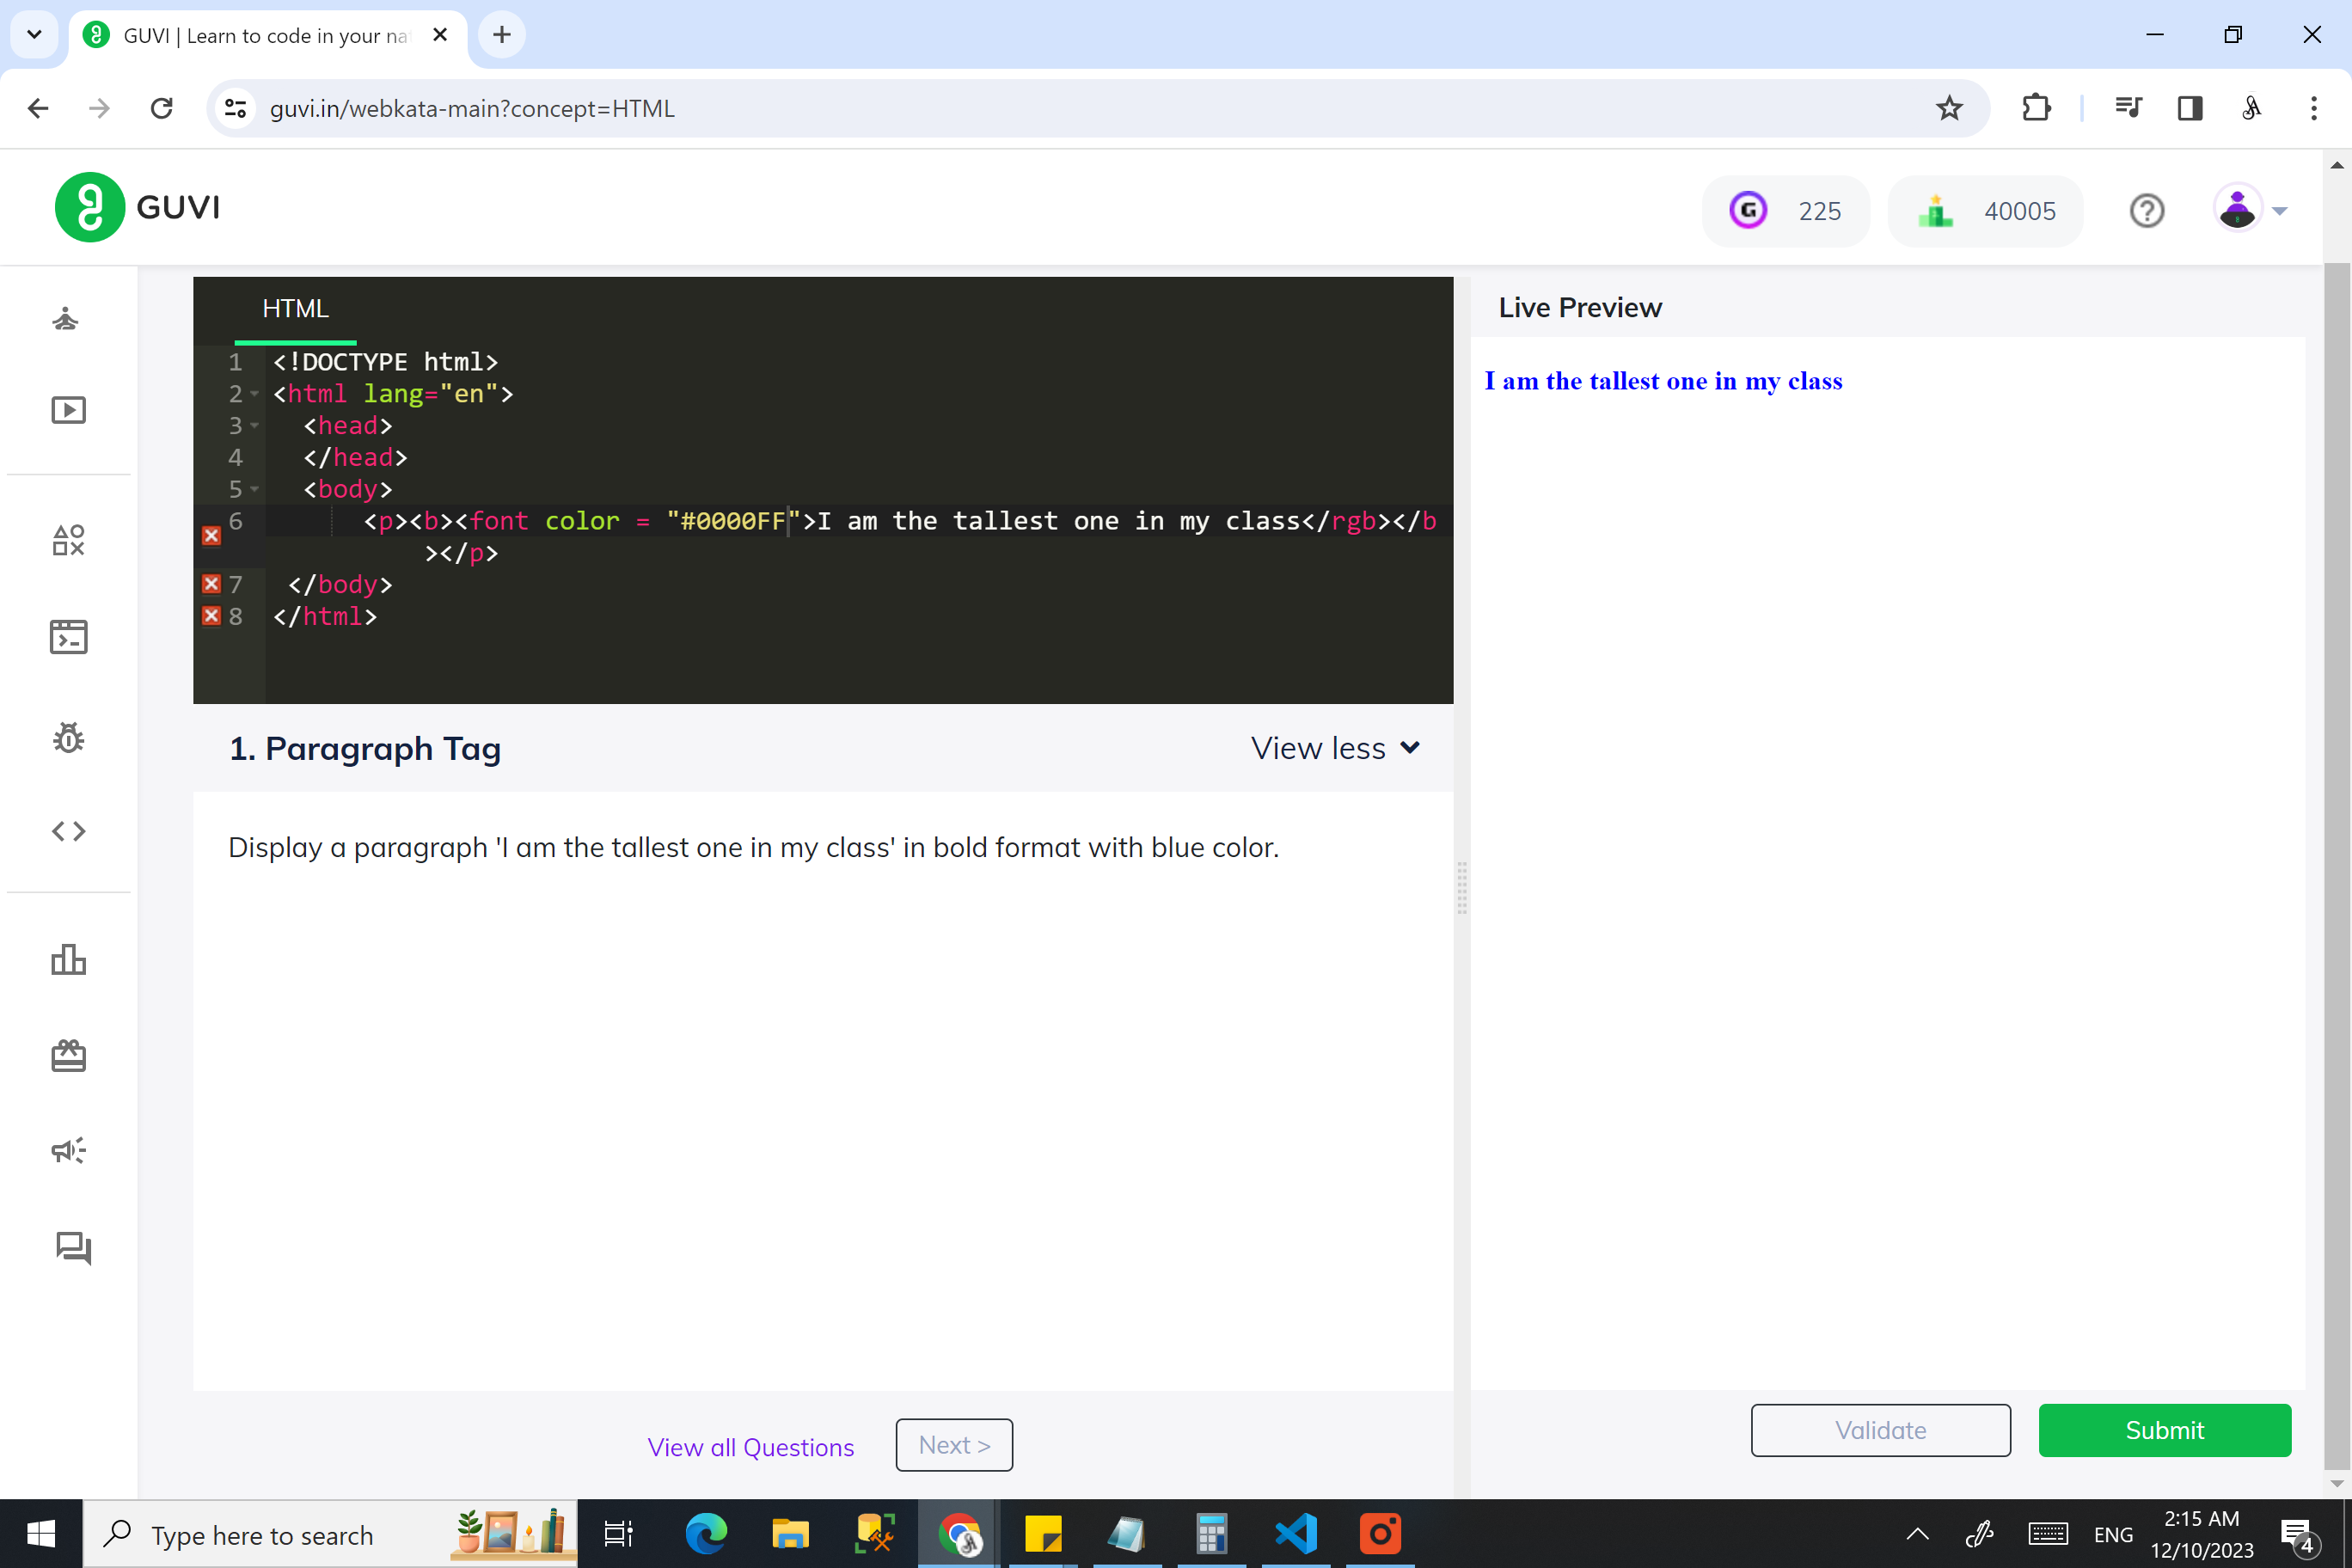 GUVI | Learn to code in your na
guvi.in/webkata-main?concept=HTML
GUVI
G 225
1 40005
HTML
1 <!DOCTYPE html>
2 <html lang="en">
3 <head>
4 </head>
5 <body>
6 <p><b><font color = "#0000FF">I am the tallest one in my class</rgb></b
></p>
7 </body>
8 </html>
Live Preview
I am the tallest one in my class
1. Paragraph Tag
View less
Display a paragraph 'I am the tallest one in my class' in bold format with blue color.
View all Questions
Next >
Validate
Submit
Type here to search
ENG
2:15 AM
12/10/2023
4